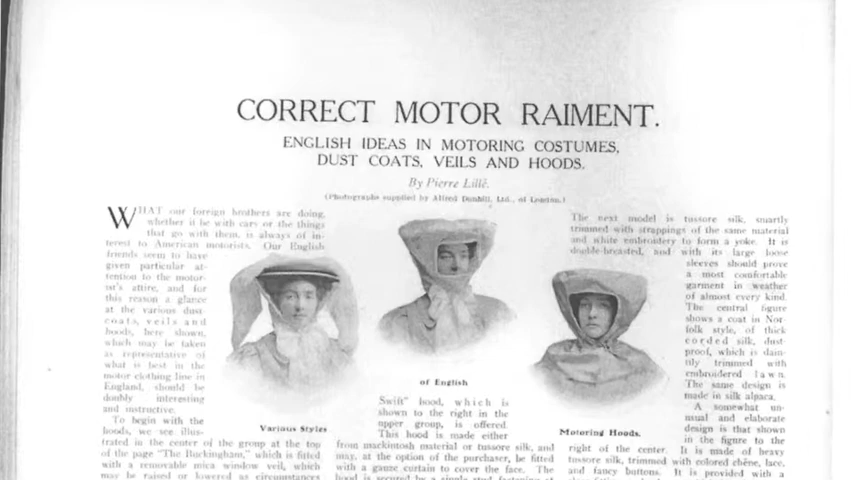 CORRECT MOTOR RAIMENT.
ENGLISH IDEAS IN MOTORING COSTUMES,
DUST COATS, VEILS AND HOODS.
By Pierre Lillé.
(Photographs supplied by Alfred Dunhill, Ltd., of London.)
WHAT our foreign brothers are doing,
whether it be with cars or the things
that go with them, is always of in-
terest to American motorists. Our English
friends seem to have
given particular at-
tention to the motor-
ist's attire, and for
this reason a glance
at the various dust-
coats, veils and
hoods, here shown,
which may be taken
as representative of
what is best in the
motor clothing line in
England, should be
doubly interesting
and instructive.
To begin with the
hoods, we see illus-
trated in the center of the group at the top
of the page "The Buckingham," which is fitted
with a removable mica window veil, which
may be raised or lowered as circumstances
Various Styles
of English
Motoring Hoods.
Swift" hood, which is
shown to the right in the
upper group, is offered.
This hood is made either
from mackintosh material or tussore silk, and
may, at the option of the purchaser, be fitted
with a gauze curtain to cover the face. The
hood is secured by a single stud fastening at
The next model is tussore silk, smartly
trimmed with strappings of the same material
and white embroidery to form a yoke. It is
double-breasted, and with its large loose
sleeves should prove
a most comfortable
garment in weather
of almost every kind.
The central figure
shows a coat in Nor-
folk style, of thick
corded silk, dust-
proof, which is dain-
tily trimmed with
embroidered lawn.
The same design is
made in silk alpaca.
A somewhat un-
usual and elaborate
design is that shown
in the figure to the
right of the center. It is made of heavy
tussore silk, trimmed with colored chêne, lace,
and fancy buttons. It is provided with a